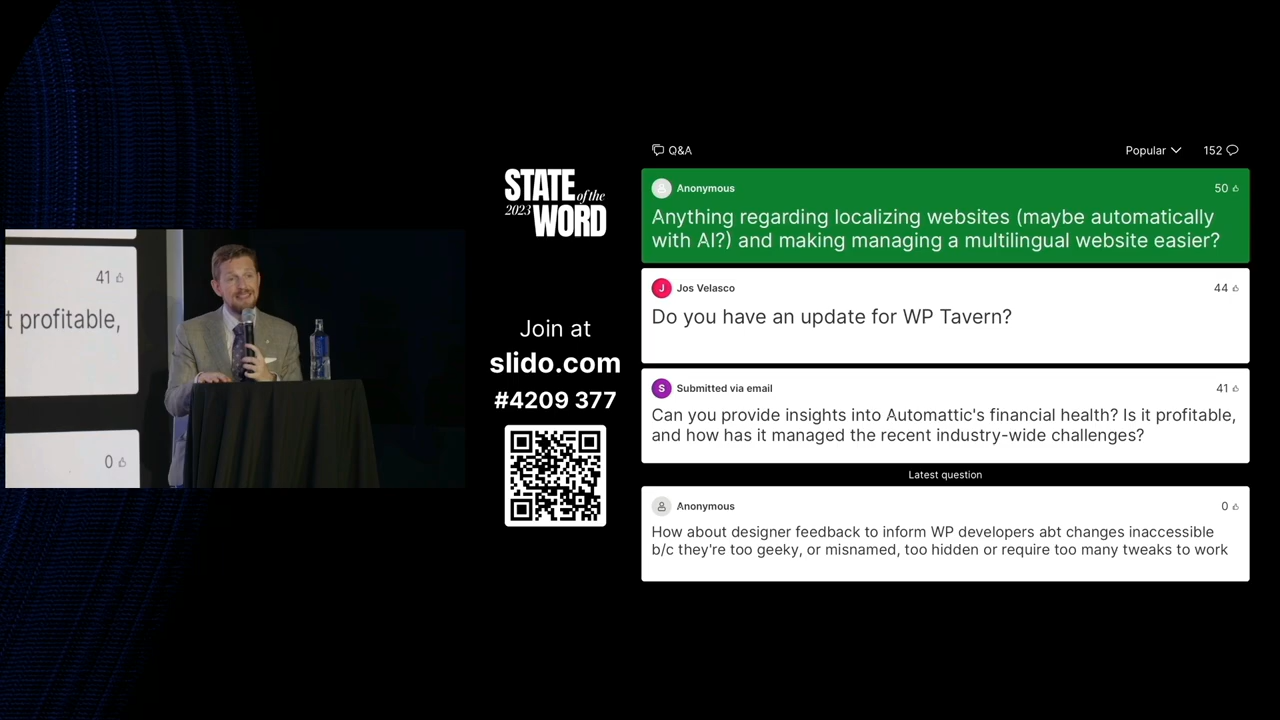 41
t profitable,
0
STATE of the
2023 WORD
Join at
slido.com
#4209 377
Q&A
Popular
152
Anonymous
50
Anything regarding localizing websites (maybe automatically
with AI?) and making managing a multilingual website easier?
J
Jos Velasco
44
Do you have an update for WP Tavern?
S
Submitted via email
41
Can you provide insights into Automattic's financial health? Is it profitable,
and how has it managed the recent industry-wide challenges?
Latest question
Anonymous
0
How about designer feedback to inform WP developers abt changes inaccessible
b/c they're too geeky, or misnamed, too hidden or require too many tweaks to work